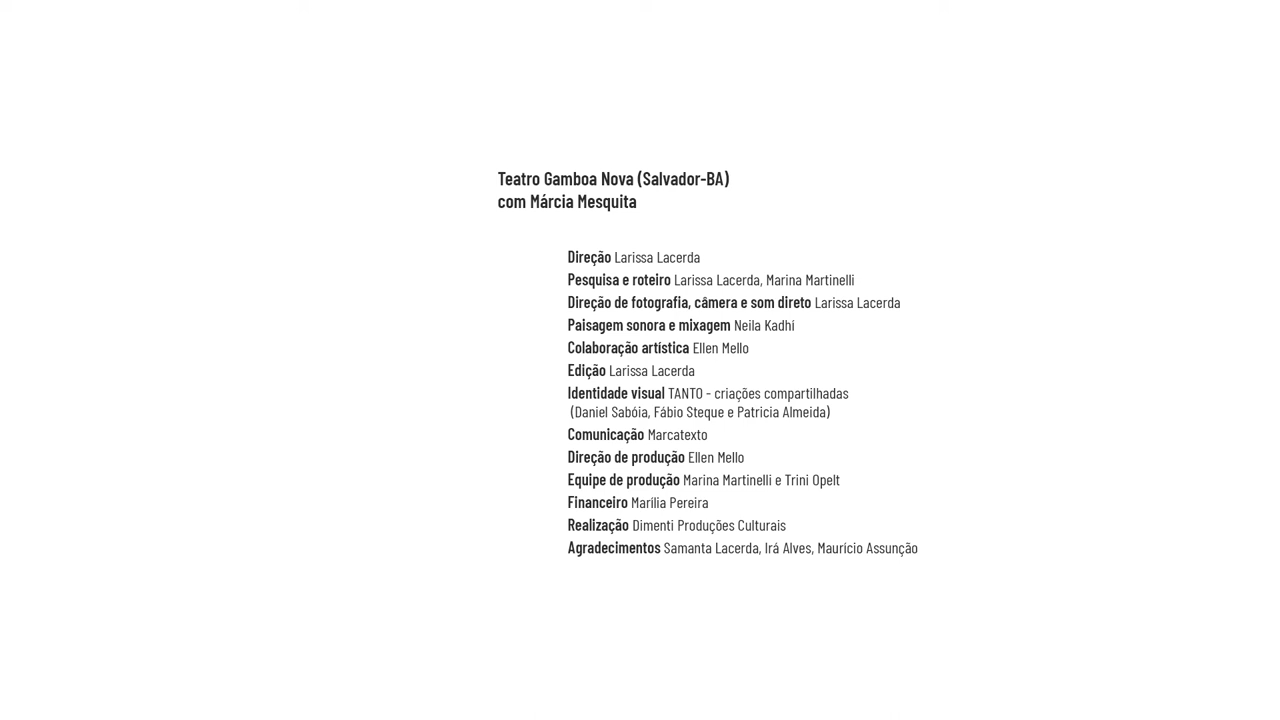 Teatro Gamboa Nova (Salvador-BA)
com Márcia Mesquita
Direção Larissa Lacerda
Pesquisa e roteiro Larissa Lacerda, Marina Martinelli
Direção de fotografia, câmera e som direto Larissa Lacerda
Paisagem sonora e mixagem Neila Kadhí
Colaboração artística Ellen Mello
Edição Larissa Lacerda
Identidade visual TANTO - criações compartilhadas
(Daniel Sabóia, Fábio Steque e Patricia Almeida)
Comunicação Marcatexto
Direção de produção Ellen Mello
Equipe de produção Marina Martinelli e Trini Opelt
Financeiro Marília Pereira
Realização Dimenti Produções Culturais
Agradecimentos Samanta Lacerda, Irá Alves, Maurício Assunção